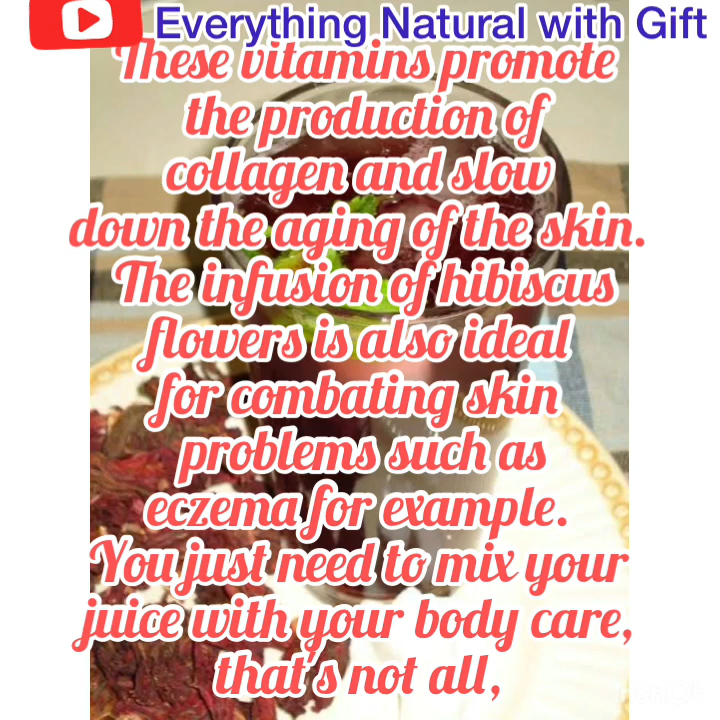 Everything Natural with Gift
These vitamins promote
the production of
collagen and slow
down the aging of the skin.
The infusion of hibiscus
flowers is also ideal
for combating skin
problems such as
eczema for example.
You just need to mix your
juice with your body care,
that's not all,